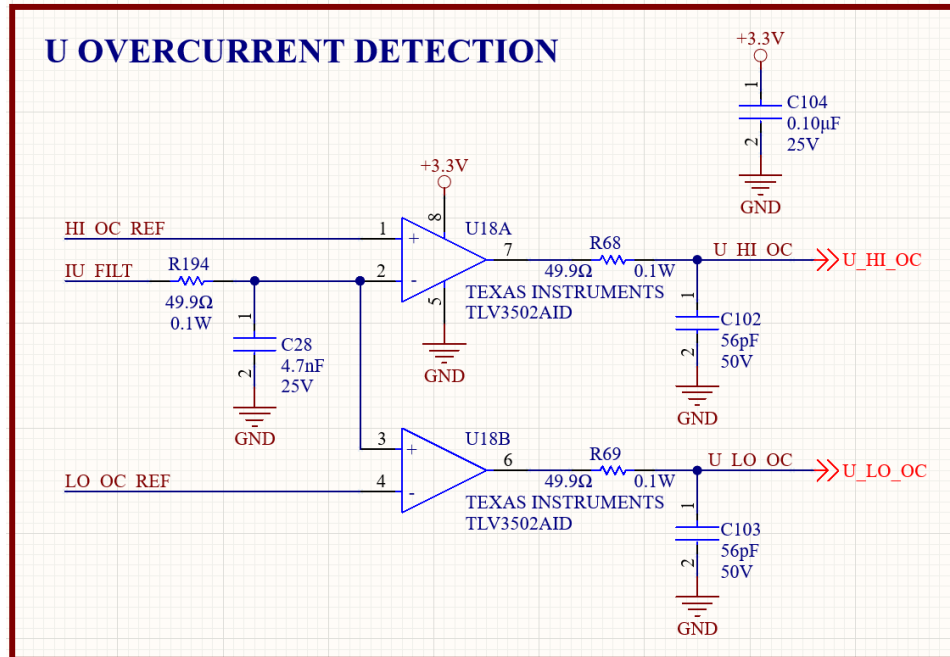 U OVERCURRENT DETECTION
+3.3V
1
C104
0.10µF
25V
2
GND
+3.3V
8
HI_OC_REF
1
+
U18A
7
R68
49.9Ω
0.1W
U_HI_OC
U_HI_OC
IU_FILT
R194
49.9Ω
0.1W
2
-
5
TEXAS INSTRUMENTS
TLV3502AID
GND
1
C28
4.7nF
25V
2
GND
1
C102
56pF
50V
2
GND
3
+
U18B
6
R69
49.9Ω
0.1W
U_LO_OC
U_LO_OC
LO_OC_REF
4
-
TEXAS INSTRUMENTS
TLV3502AID
1
C103
56pF
50V
2
GND